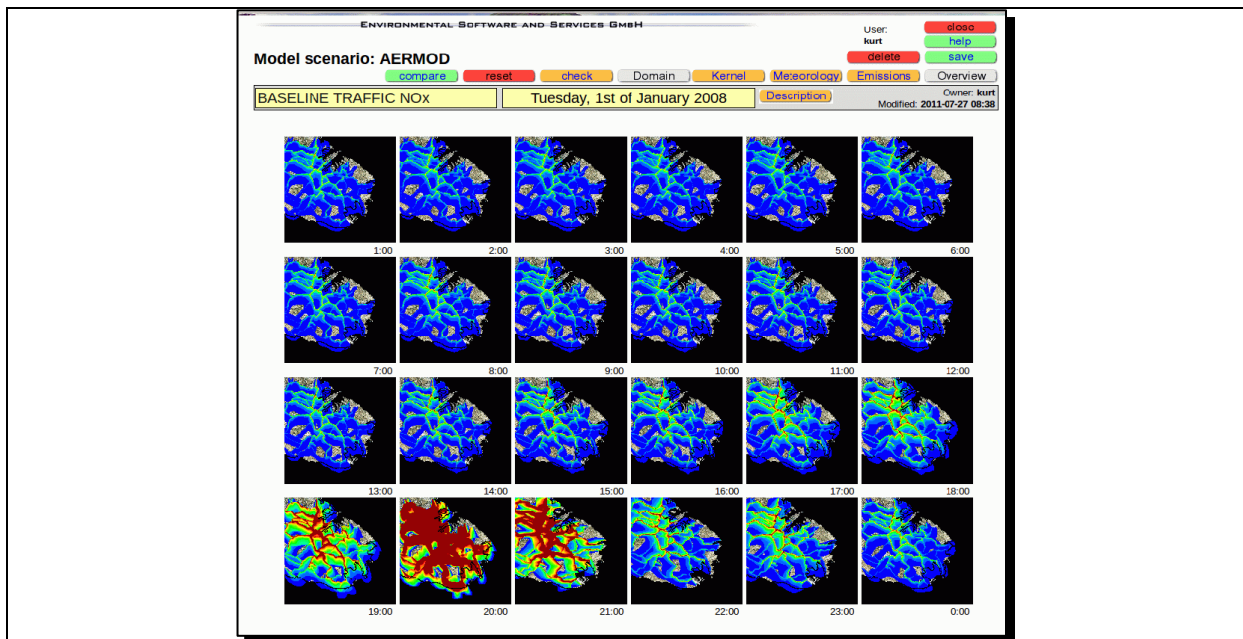 ENVIRONMENTAL SOFTWARE AND SERVICES GMBH
User:
kurt
close
help
Model scenario: AERMOD
delete
save
compare
reset
check
Domain
Kernel
Meteorology
Emissions
Overview
BASELINE TRAFFIC NOx
Tuesday, 1st of January 2008
Description
Owner: kurt
Modified: 2011-07-27 08:38
1:00 2:00 3:00 4:00 5:00 6:00
7:00 8:00 9:00 10:00 11:00 12:00
13:00 14:00 15:00 16:00 17:00 18:00
19:00 20:00 21:00 22:00 23:00 0:00